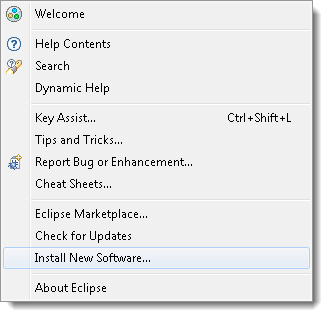 Welcome
Help Contents
Search
Dynamic Help
Key Assist... Ctrl+Shift+L
Tips and Tricks...
Report Bug or Enhancement...
Cheat Sheets...
Eclipse Marketplace...
Check for Updates
Install New Software...
About Eclipse